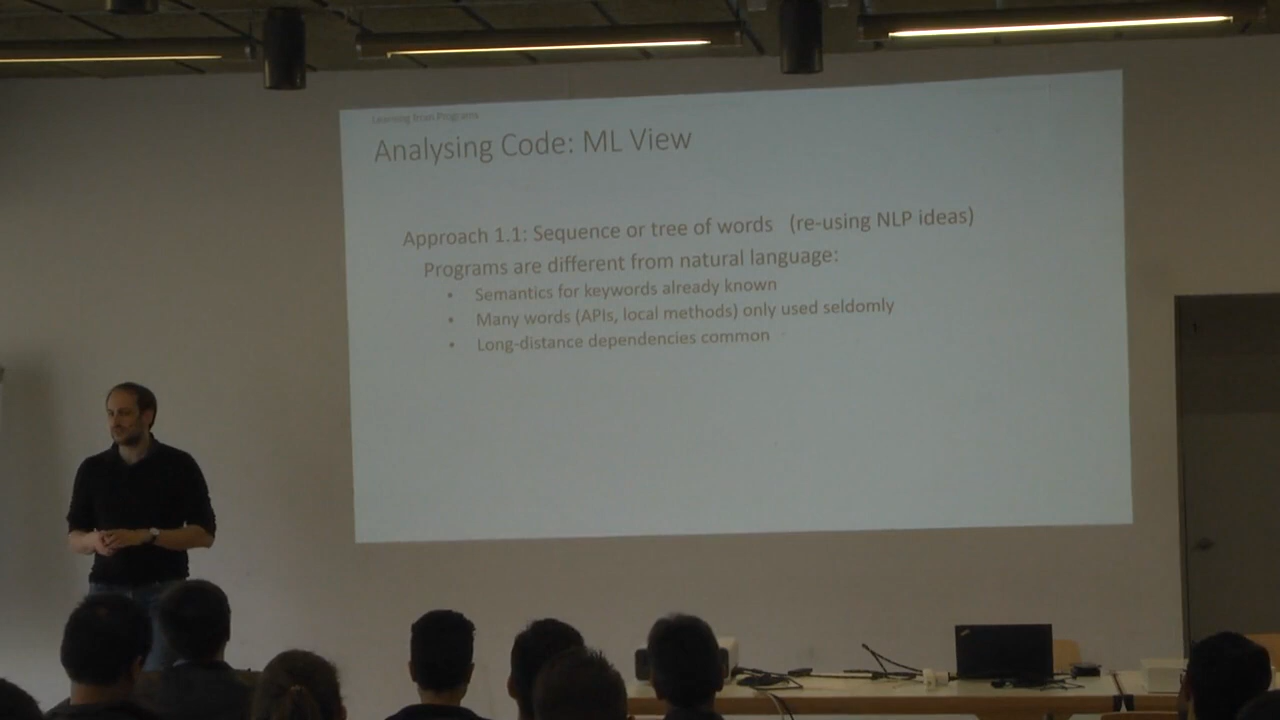 Learning from Programs
Analysing Code: ML View
Approach 1.1: Sequence or tree of words (re-using NLP ideas)
Programs are different from natural language:
• Semantics for keywords already known
• Many words (APIs, local methods) only used seldomly
• Long-distance dependencies common